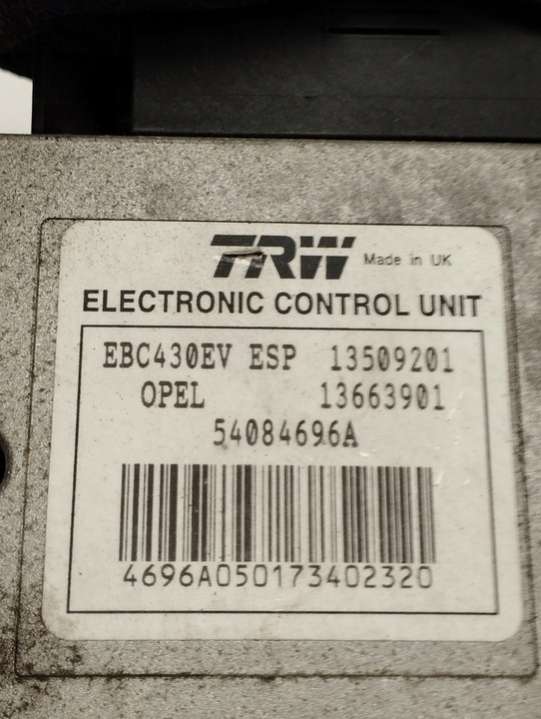 TRW Made in UK
ELECTRONIC CONTROL UNIT
EBC430EV ESP 13509201
OPEL 13663901
54084696A
4696A050173402320